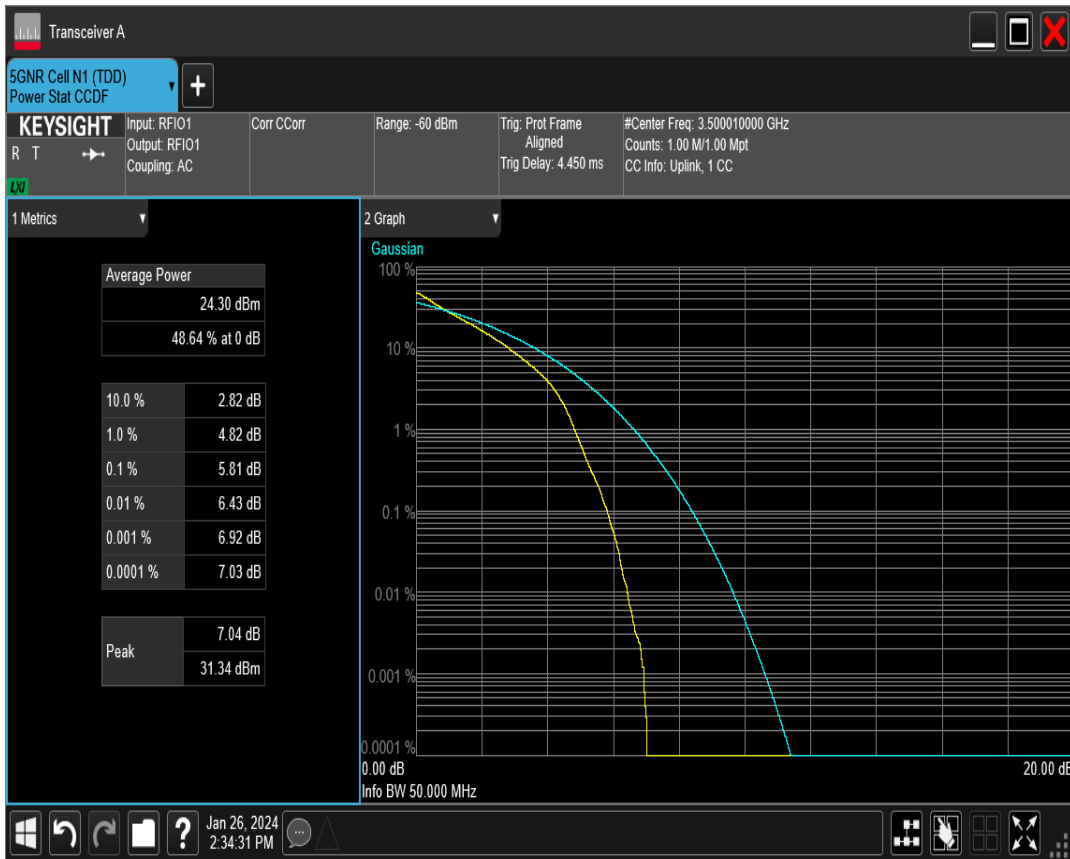 Transceiver A
5GNR Cell N1 (TDD)
Power Stat CCDF
+
KEYSIGHT
R T
LXI
Input: RFIO1
Output: RFIO1
Coupling: AC
Corr CCorr
Range: -60 dBm
Trig: Prot Frame
Aligned
Trig Delay: 4.450 ms
#Center Freq: 3.500010000 GHz
Counts: 1.00 M/1.00 Mpt
CC Info: Uplink, 1 CC
1 Metrics
Average Power
24.30 dBm
48.64 % at 0 dB
10.0 % 2.82 dB
1.0 % 4.82 dB
0.1 % 5.81 dB
0.01 % 6.43 dB
0.001 % 6.92 dB
0.0001 % 7.03 dB
Peak
7.04 dB
31.34 dBm
2 Graph
Gaussian
100 %
10 %
1 %
0.1 %
0.01 %
0.001 %
0.0001 %
0.00 dB 20.00 dB
Info BW 50.000 MHz
?
Jan 26, 2024
2:34:31 PM